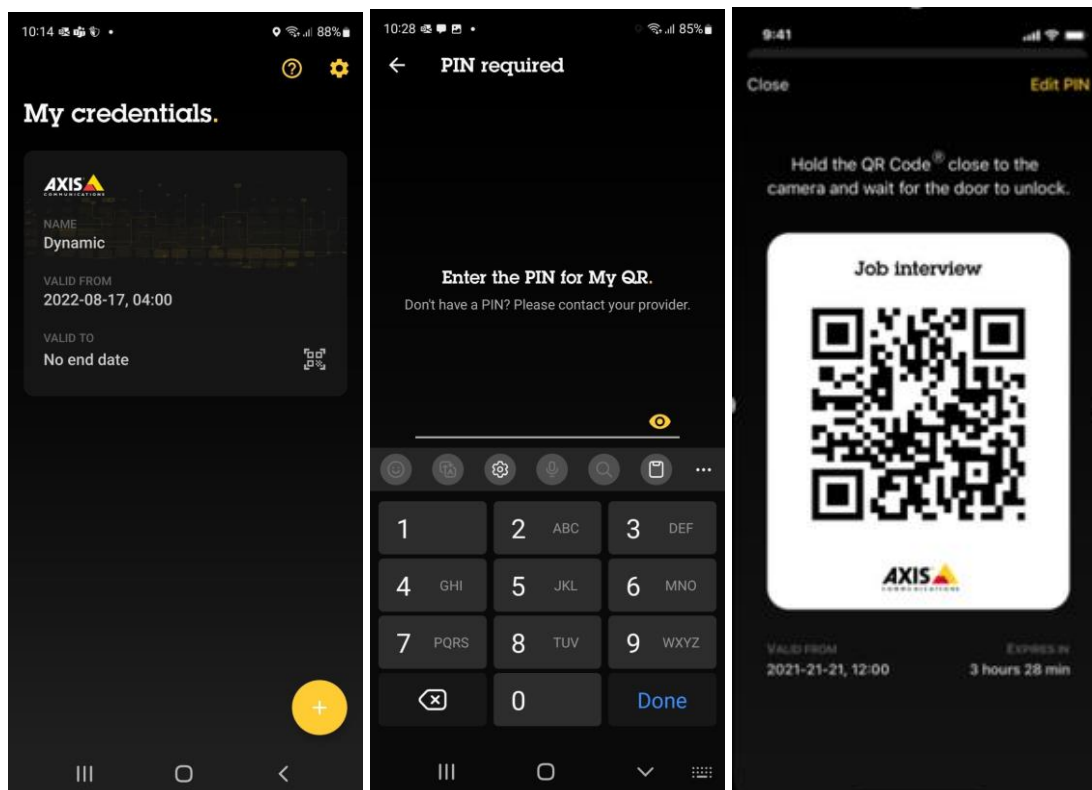 10:14 88%
My credentials.
AXIS
COMMUNICATIONS
NAME
Dynamic
VALID FROM
2022-08-17, 04:00
VALID TO
No end date
+
10:28 85%
PIN required
Enter the PIN for My QR.
Don't have a PIN? Please contact your provider.
1 2 ABC 3 DEF
4 GHI 5 JKL 6 MNO
7 PQRS 8 TUV 9 WXYZ
0 Done
9:41
Close Edit PIN
Hold the QR Code® close to the
camera and wait for the door to unlock.
Job interview
AXIS
COMMUNICATIONS
VALID FROM EXPIRES IN
2021-21-21, 12:00 3 hours 28 min